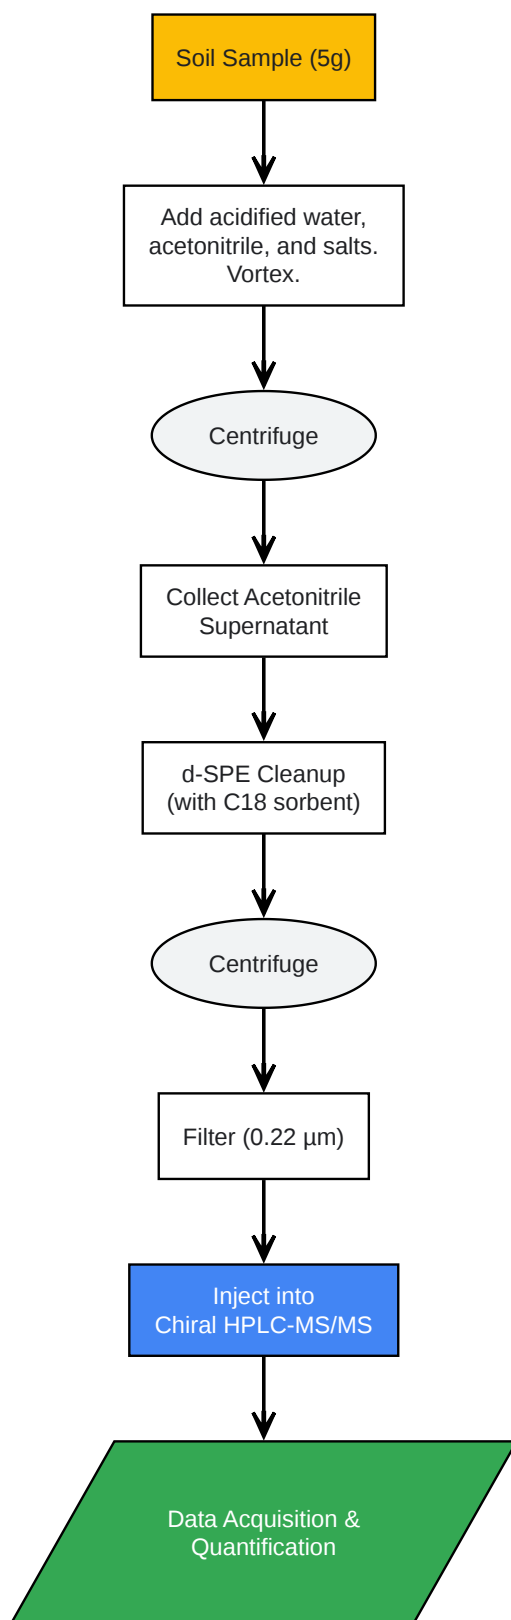 Soil Sample (5g)
Add acidified water,
acetonitrile, and salts.
Vortex.
Centrifuge
Collect Acetonitrile
Supernatant
d-SPE Cleanup
(with C18 sorbent)
Centrifuge
Filter (0.22 µm)
Inject into
Chiral HPLC-MS/MS
Data Acquisition &
Quantification